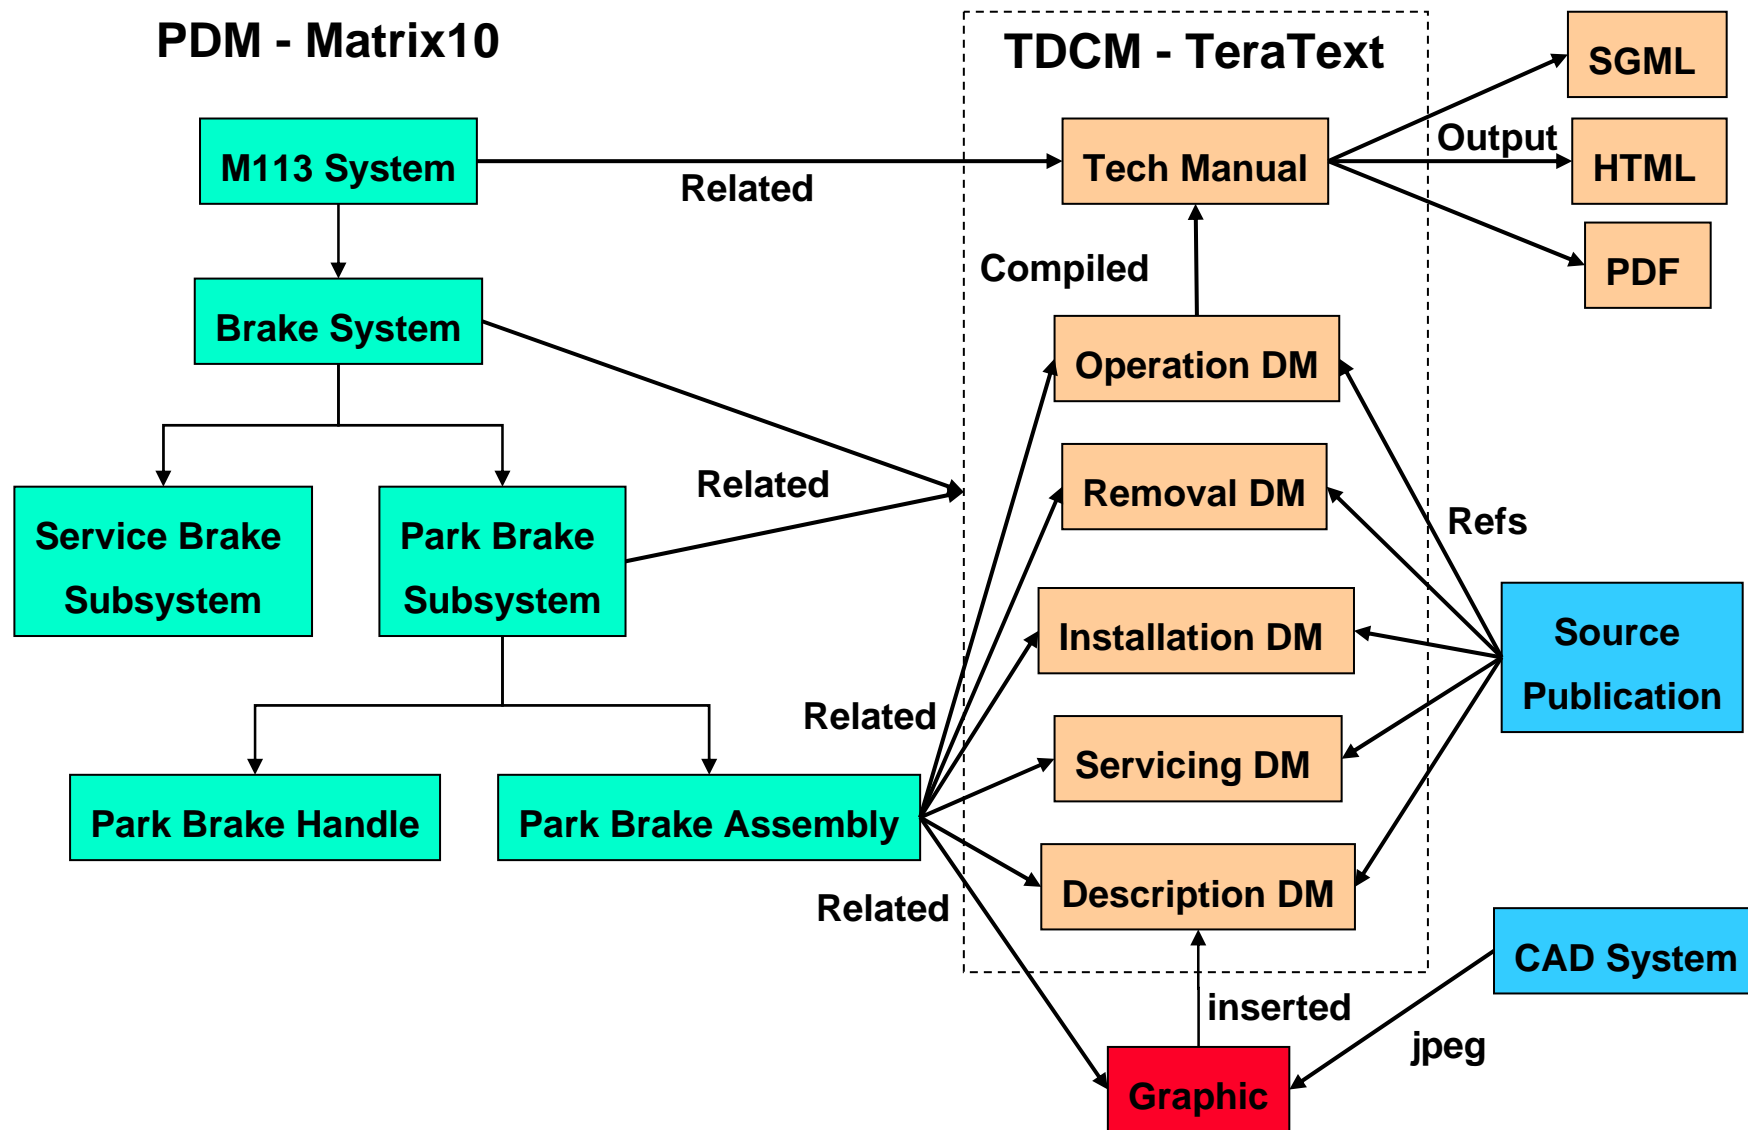 PDM - Matrix10
TDCM - TeraText
SGML
M113 System
Related
Tech Manual
Output
HTML
Compiled
PDF
Brake System
Operation DM
Related
Removal DM
Refs
Service Brake
Subsystem
Park Brake
Subsystem
Installation DM
Source
Publication
Related
Servicing DM
Park Brake Handle
Park Brake Assembly
Related
Description DM
CAD System
inserted
jpeg
Graphic